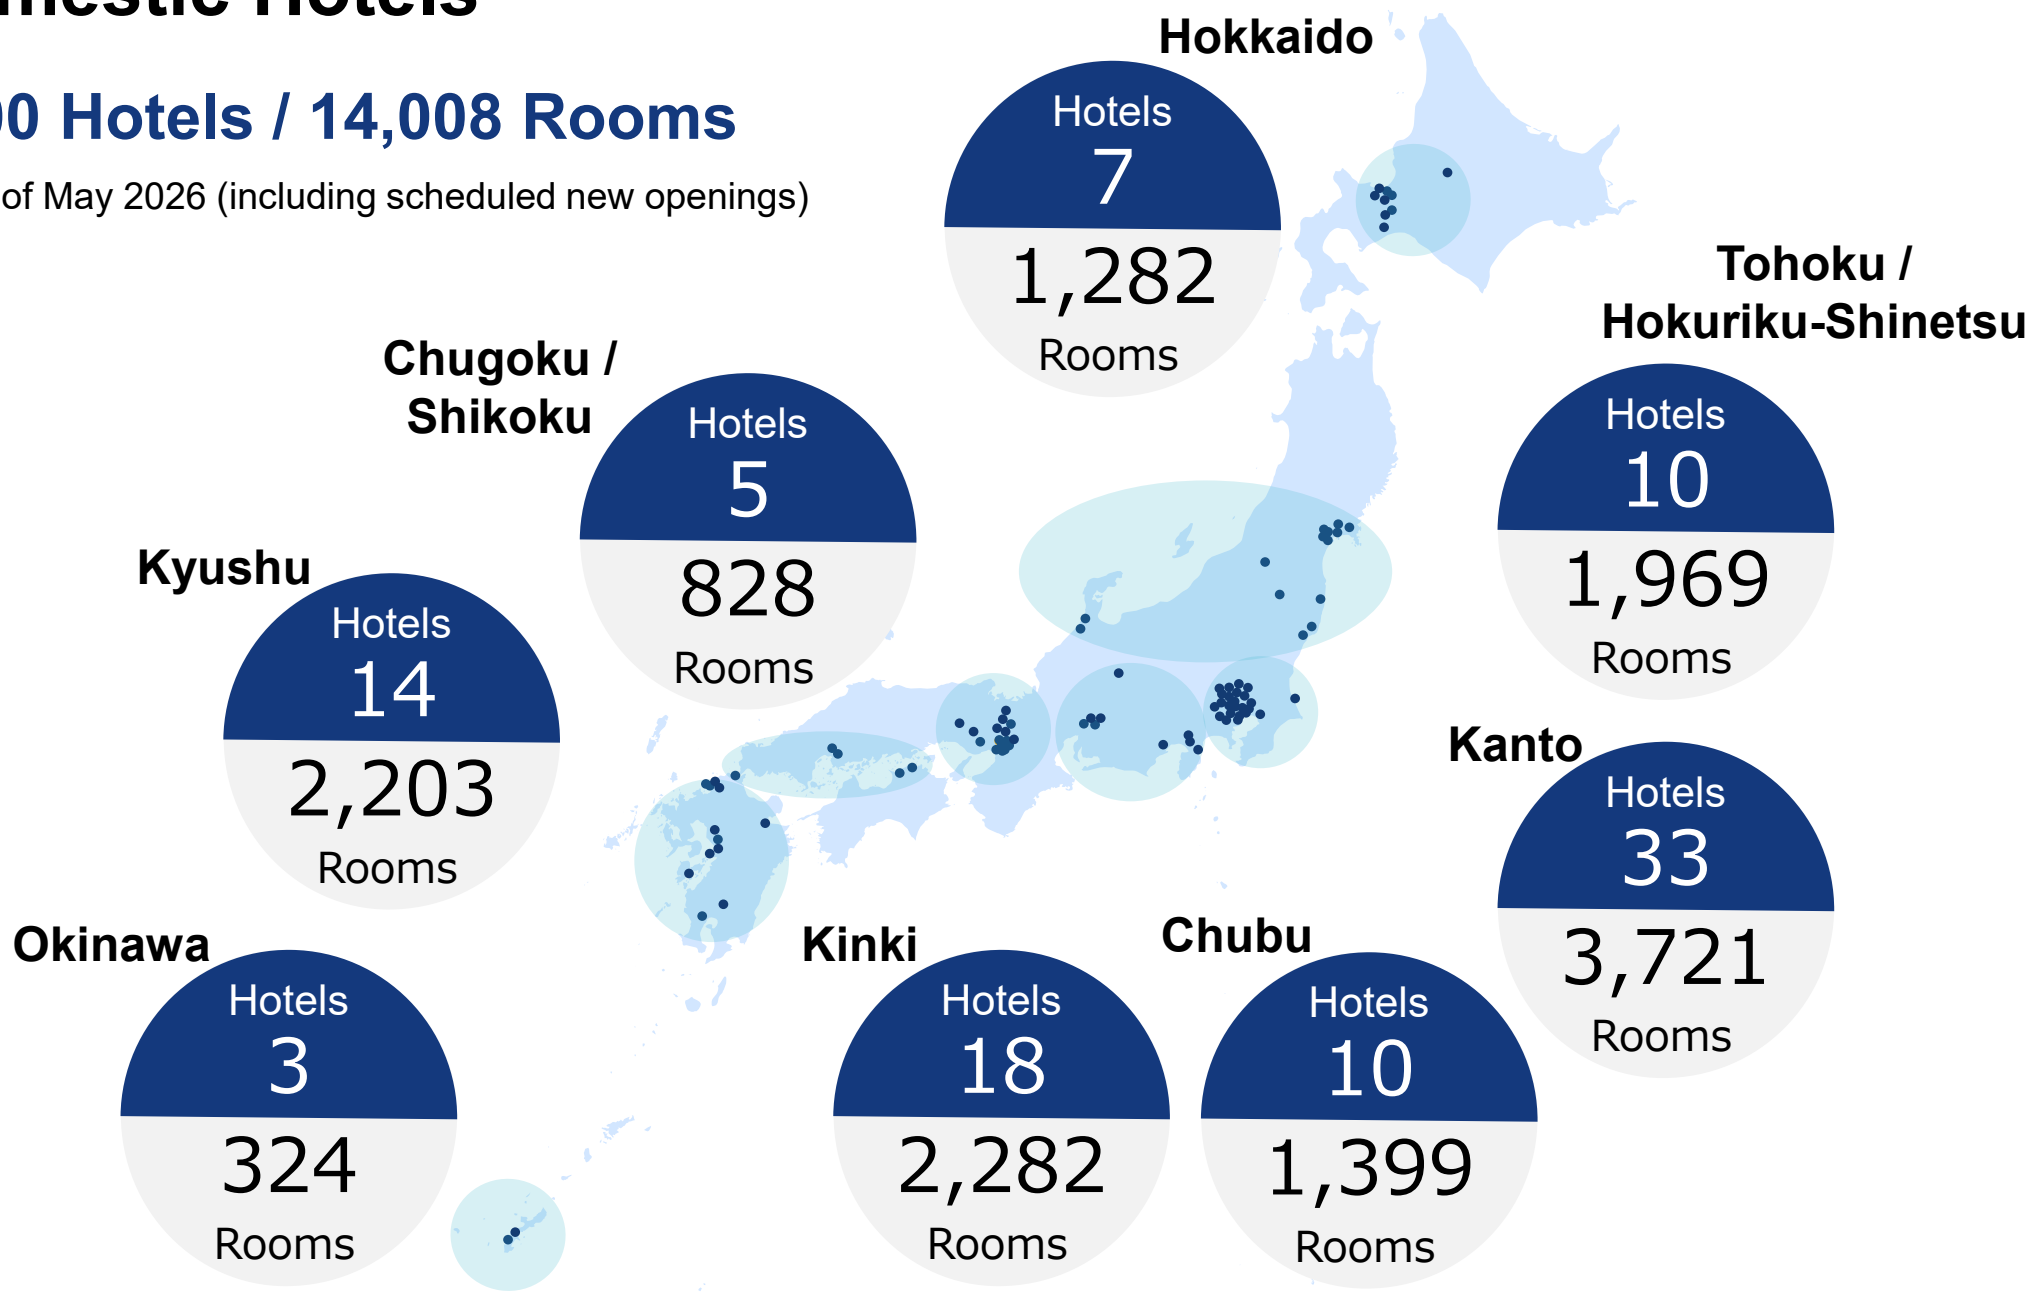 Hotels
Hotels / 14,008 Rooms
of May 2026 (including scheduled new openings)
Hokkaido
Hotels
7
1,282
Rooms
Tohoku /
Hokuriku-Shinetsu
Hotels
10
1,969
Rooms
Chugoku /
Shikoku
Hotels
5
828
Rooms
Kyushu
Hotels
14
2,203
Rooms
Kanto
Hotels
33
3,721
Rooms
Okinawa
Hotels
3
324
Rooms
Kinki
Hotels
18
2,282
Rooms
Chubu
Hotels
10
1,399
Rooms